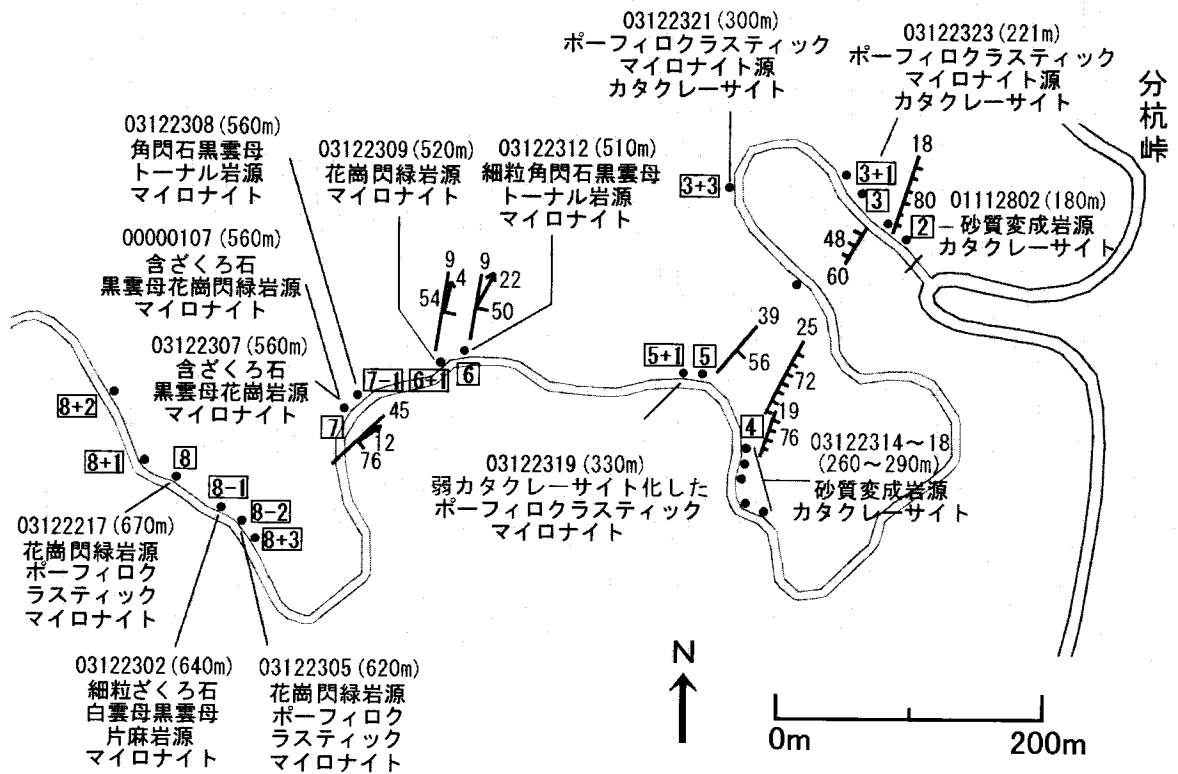 03122321(300m)
ポーフィロクラスティック
マイロナイト源
カタクレーサイト
03122323(221m)
ポーフィロクラスティック
マイロナイト源
カタクレーサイト
分杭峠
03122308(560m)
角閃石黒雲母
トーナル岩源
マイロナイト
03122309(520m)
花崗閃緑岩源
マイロナイト
03122312(510m)
細粒角閃石黒雲母
トーナル岩源
マイロナイト
3+3
3+1
3
18
80
01112802(180m)
2
砂質変成岩源
カタクレーサイト
48
60
00000107(560m)
含ざくろ石
黒雲母花崗閃緑岩源
マイロナイト
9
4
54
9
22
50
03122307(560m)
含ざくろ石
黒雲母花崗岩源
マイロナイト
7-1
6+1
6
5+1
5
39
56
25
72
19
76
4
8+2
7
45
12
76
8+1
8
8-1
8-2
8+3
03122319(330m)
弱カタクレーサイト化した
ポーフィロクラスティック
マイロナイト
03122314~18
(260~290m)
砂質変成岩源
カタクレーサイト
03122217(670m)
花崗閃緑岩源
ポーフィロク
ラスティック
マイロナイト
03122302(640m)
細粒ざくろ石
白雲母黒雲母
片麻岩源
マイロナイト
03122305(620m)
花崗閃緑岩源
ポーフィロク
ラスティック
マイロナイト
N
0m
200m